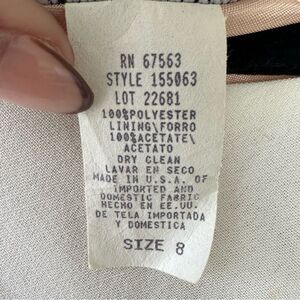 RN 67563
STYLE 155063
LOT 22681
100%POLYESTER
LINING\FORRO
100%ACETATE\
ACETATO
DRY CLEAN
LAVAR EN SECO
MADE IN U.S.A. OF
IMPORTED AND
DOMESTIC FABRIC
HECHO EN EE.UU.
DE TELA IMPORTADA
Y DOMESTICA
SIZE 8